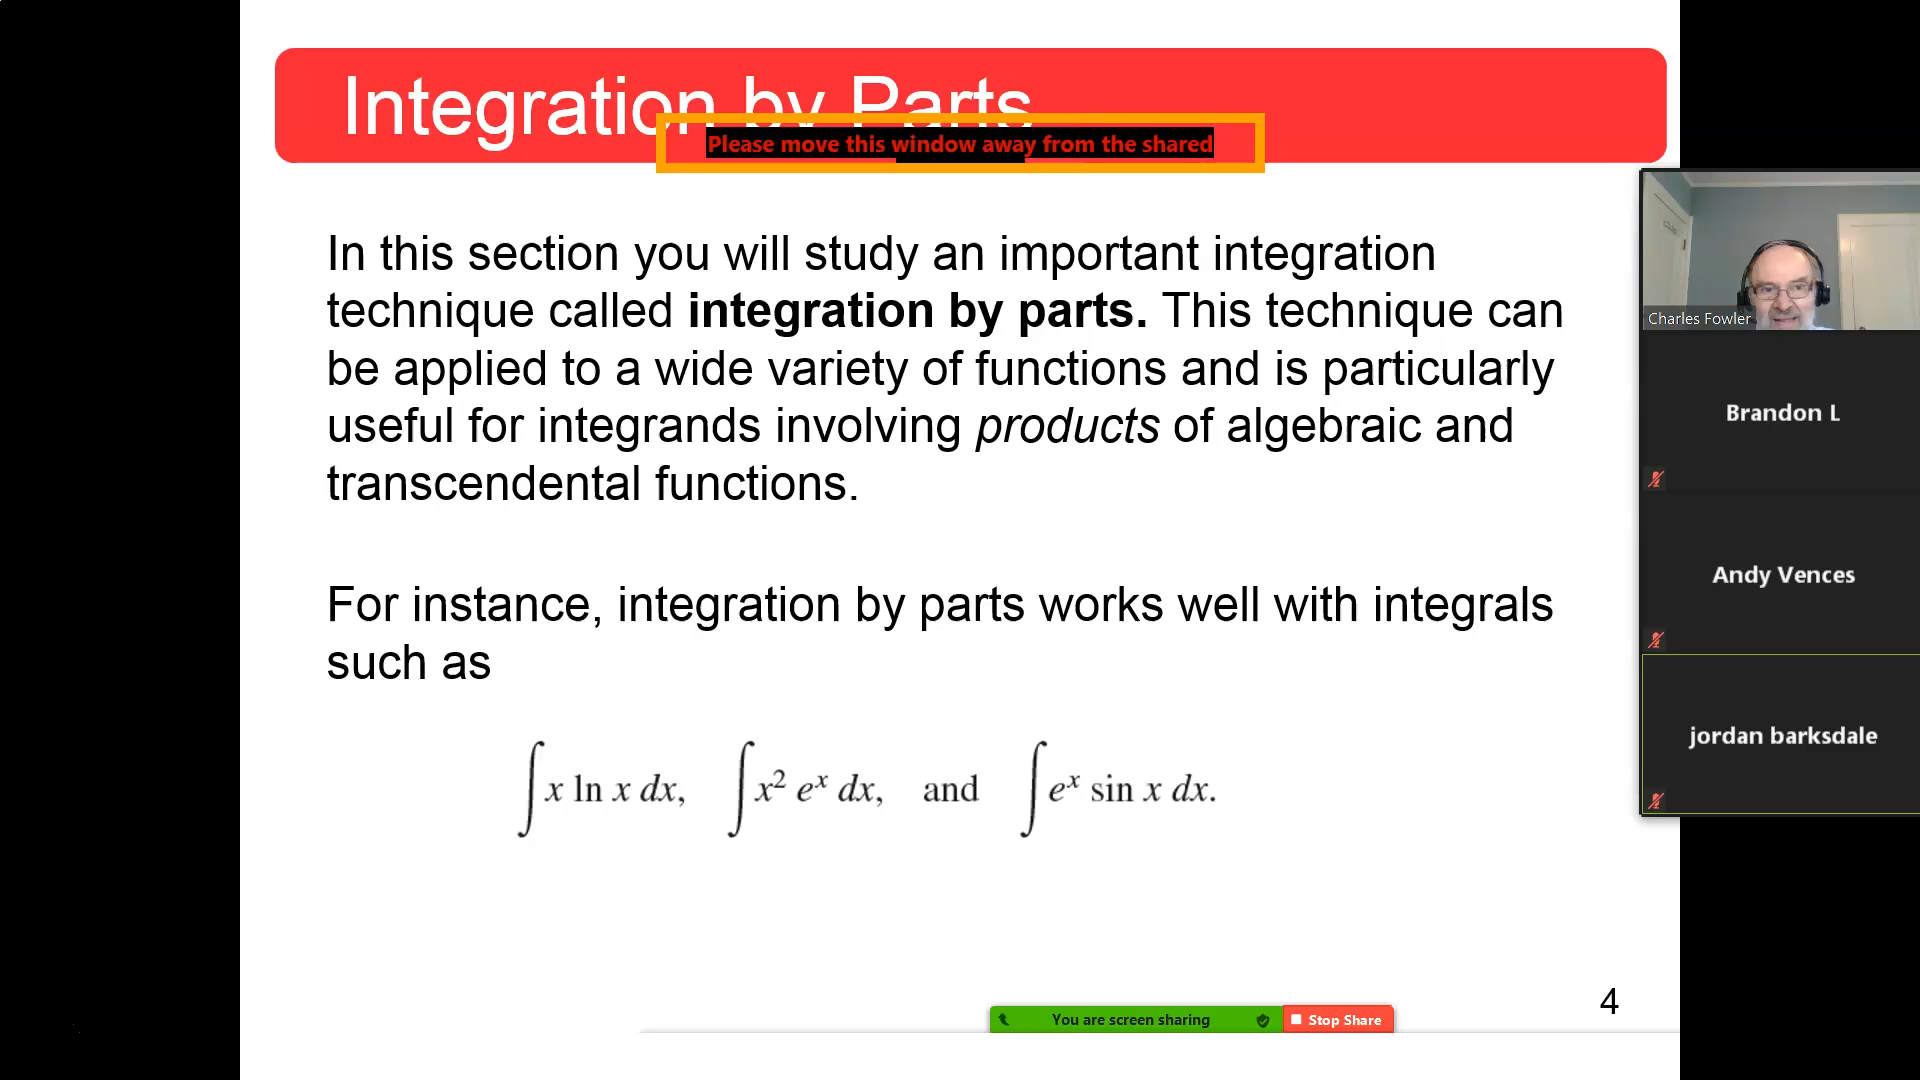 Integration by Parts
Please move this window away from the shared
In this section you will study an important integration
technique called integration by parts. This technique can
be applied to a wide variety of functions and is particularly
useful for integrands involving products of algebraic and
transcendental functions.
For instance, integration by parts works well with integrals
such as
∫ x ln x dx, ∫ x² eˣ dx, and ∫ eˣ sin x dx.
4
You are screen sharing
Stop Share
Charles Fowler
Brandon L
Andy Vences
jordan barksdale